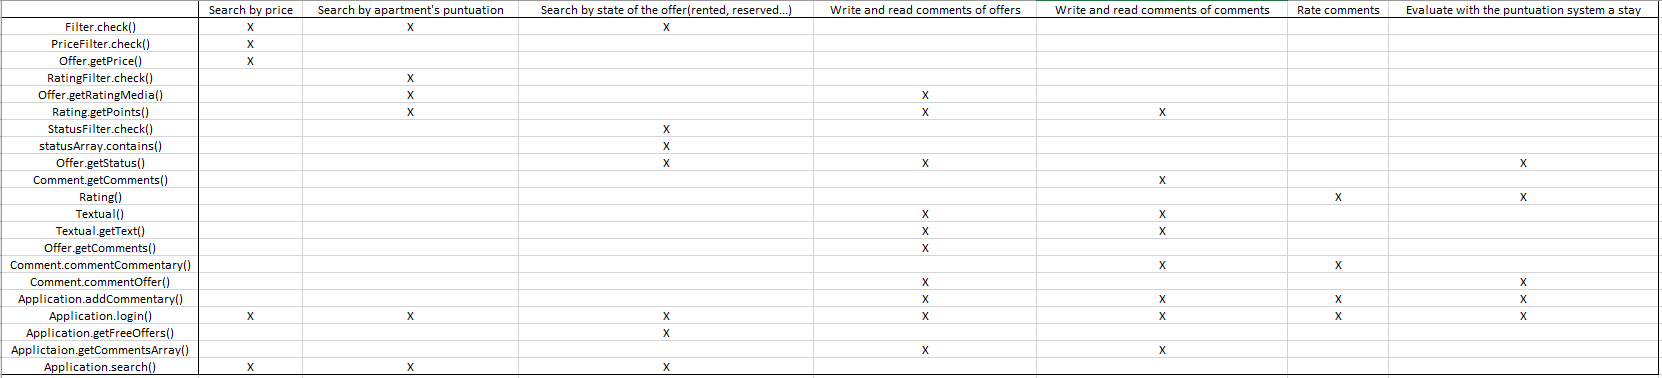 Search by price Search by apartment's puntuation Search by state of the offer(rented, reserved...) Write and read comments of offers Write and read comments of comments Rate comments Evaluate with the puntuation system a stay
Filter.check() X X X
PriceFilter.check() X
Offer.getPrice() X
RatingFilter.check() X
Offer.getRatingMedia() X X
Rating.getPoints() X X X
StatusFilter.check() X
statusArray.contains() X
Offer.getStatus() X X X
Comment.getComments() X
Rating() X X
Textual() X X
Textual.getText() X X
Offer.getComments() X
Comment.commentCommentary() X X
Comment.commentOffer() X X
Application.addCommentary() X X X X
Application.login() X X X X X X X
Application.getFreeOffers() X
Applictaion.getCommentsArray() X X
Application.search() X X X